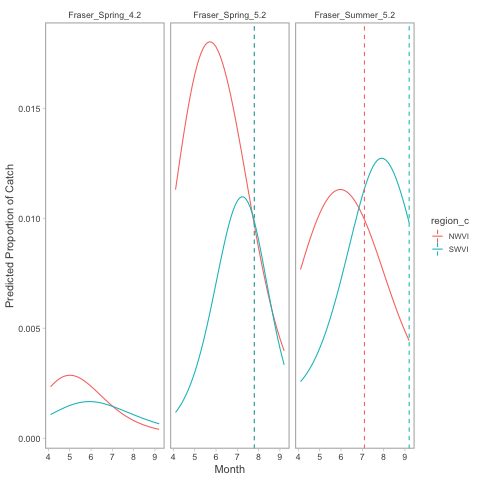 Fraser_Spring_4.2 Fraser_Spring_5.2 Fraser_Summer_5.2
Predicted Proportion of Catch
0.015
0.010
0.005
0.000
region_c
NWVI
SWVI
4 5 6 7 8 9 4 5 6 7 8 9 4 5 6 7 8 9
Month